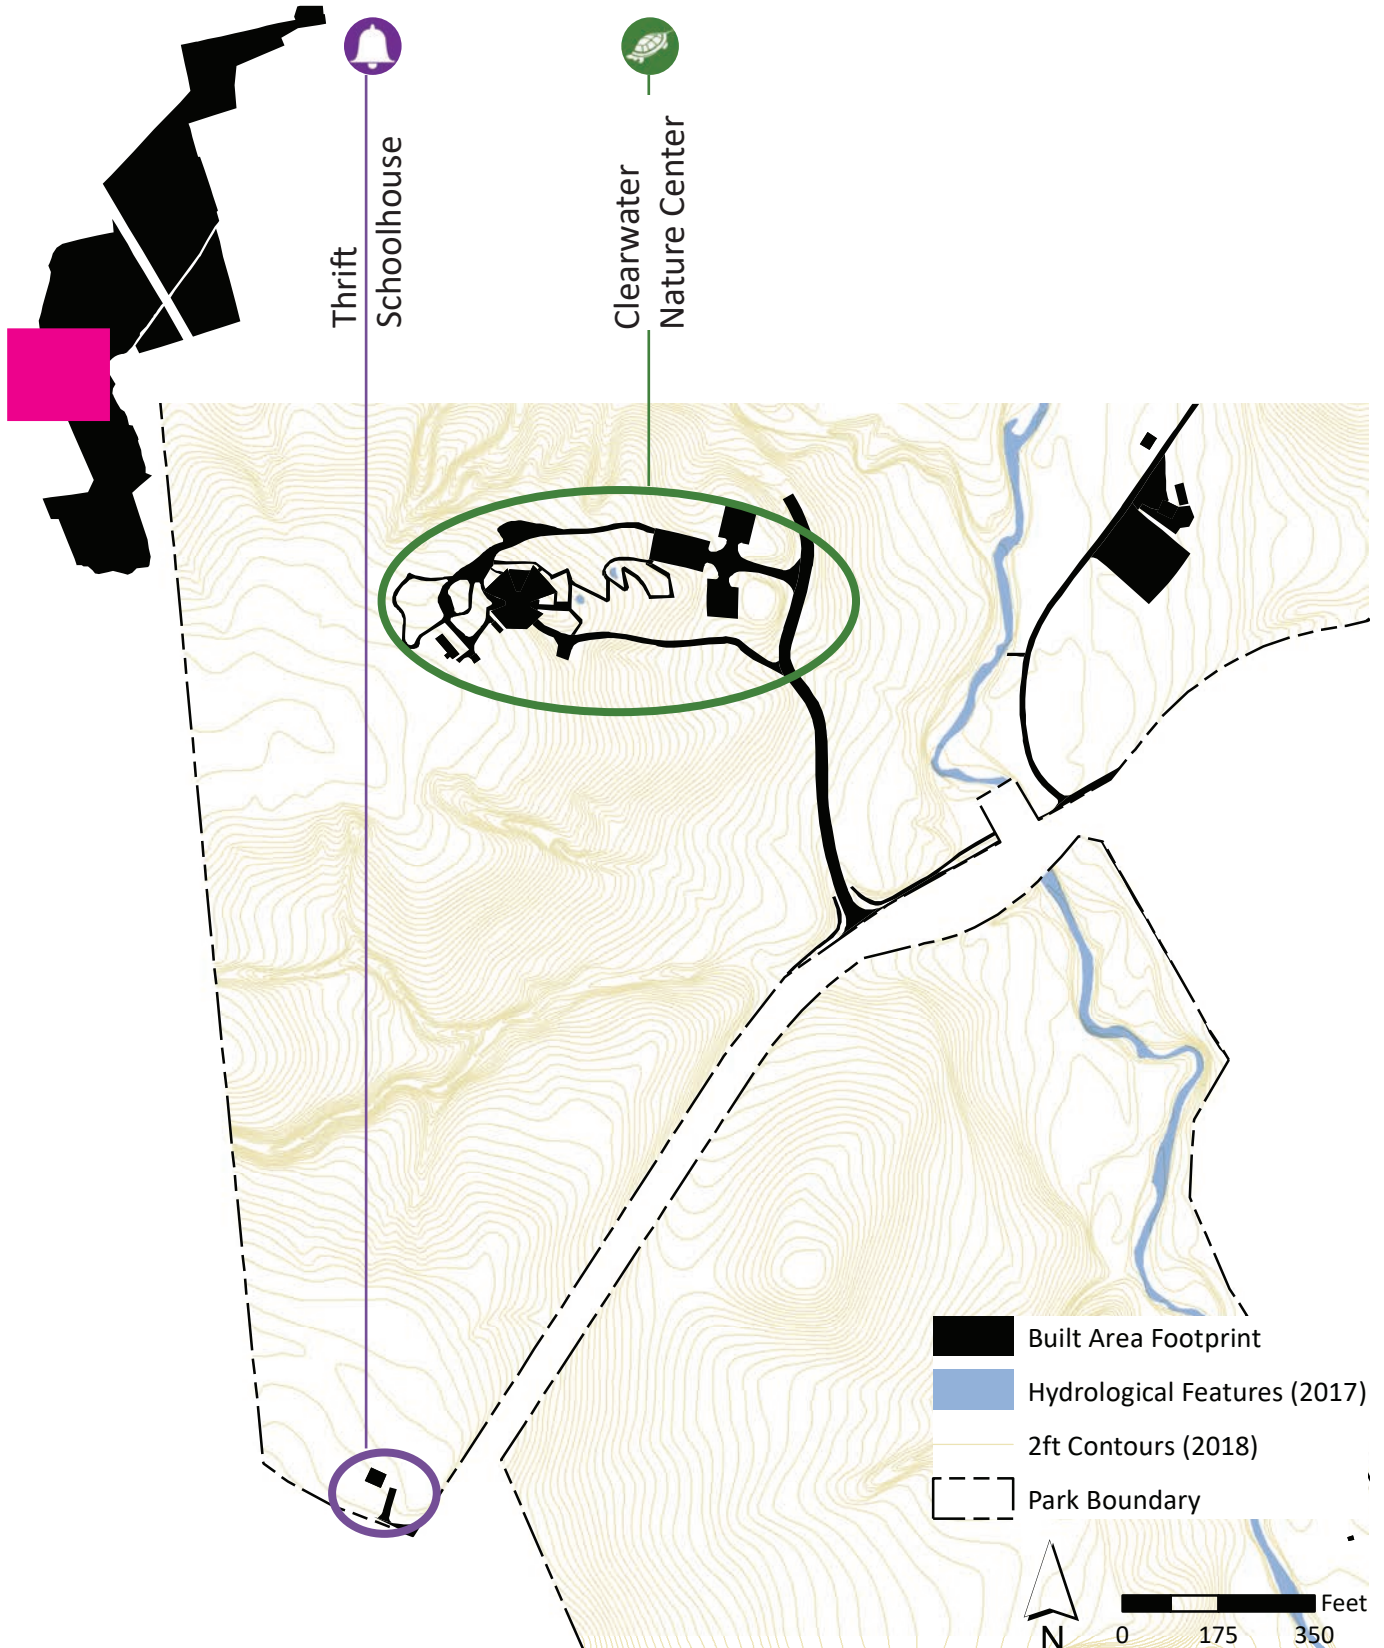 Thrift
Schoolhouse
Clearwater
Nature Center
Built Area Footprint
Hydrological Features (2017)
2ft Contours (2018)
Park Boundary
N
Feet
0 175 350